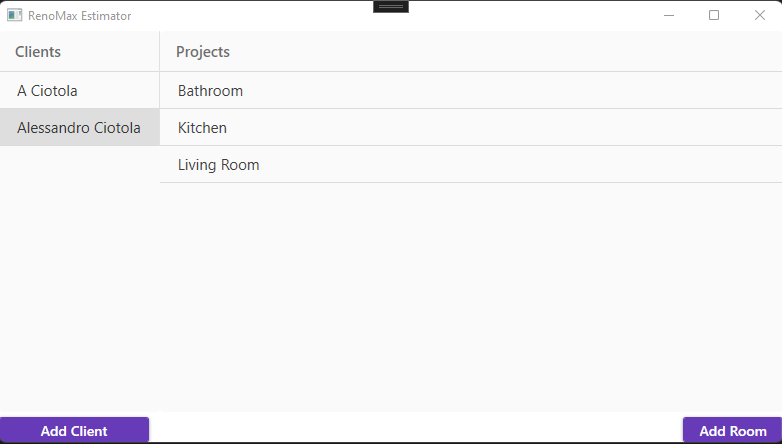 RenoMax Estimator
Clients Projects
A Ciotola Bathroom
Alessandro Ciotola Kitchen
Living Room
Add Client Add Room